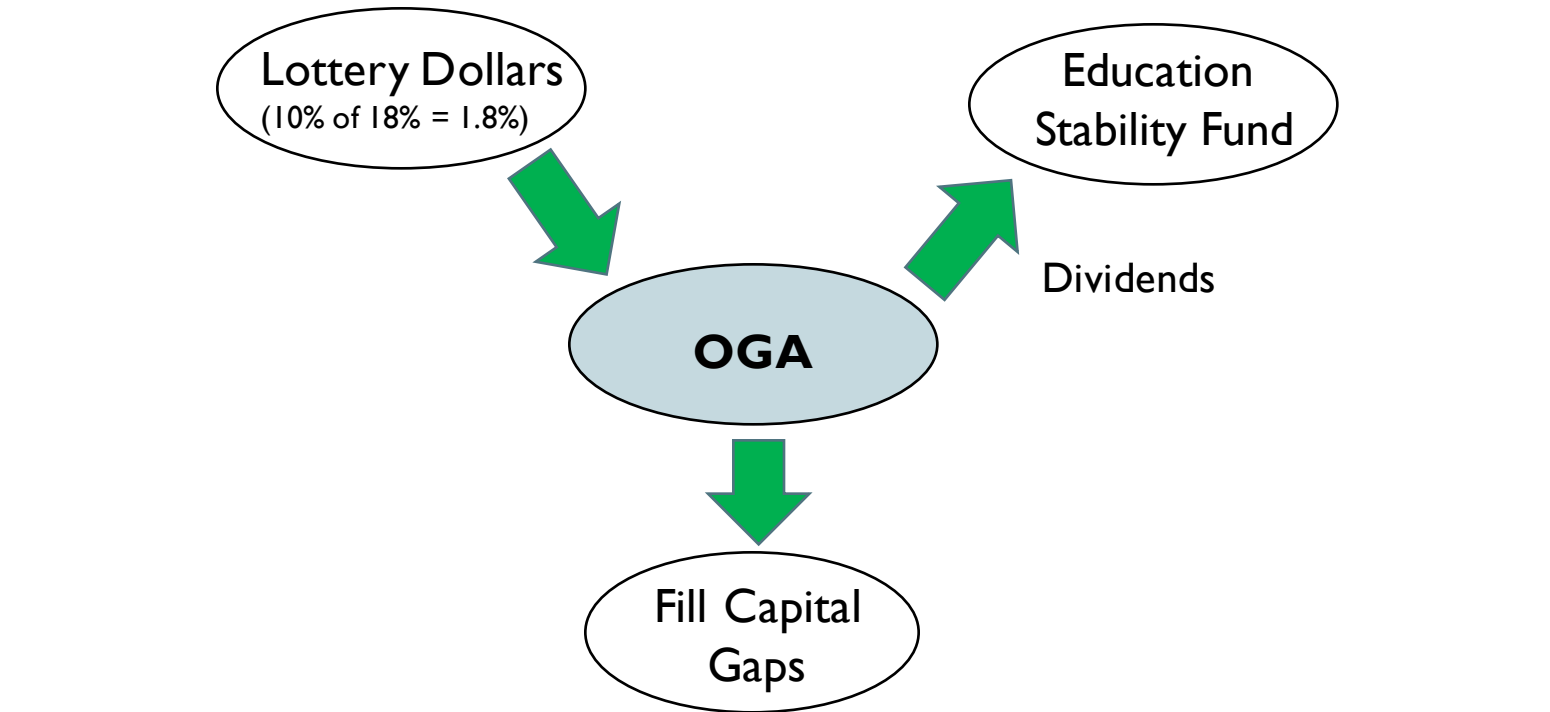 Lottery Dollars
(10% of 18% = 1.8%)
Education
Stability Fund
Dividends
OGA
Fill Capital
Gaps